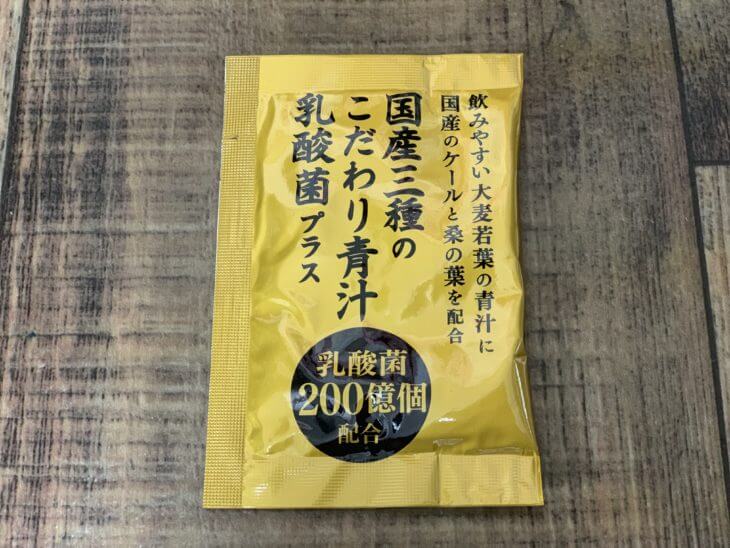 飲みやすい大麦若葉の青汁に
国産のケールと桑の葉を配合
国産三種の
こだわり青汁
乳酸菌プラス
乳酸菌
200億個
配合